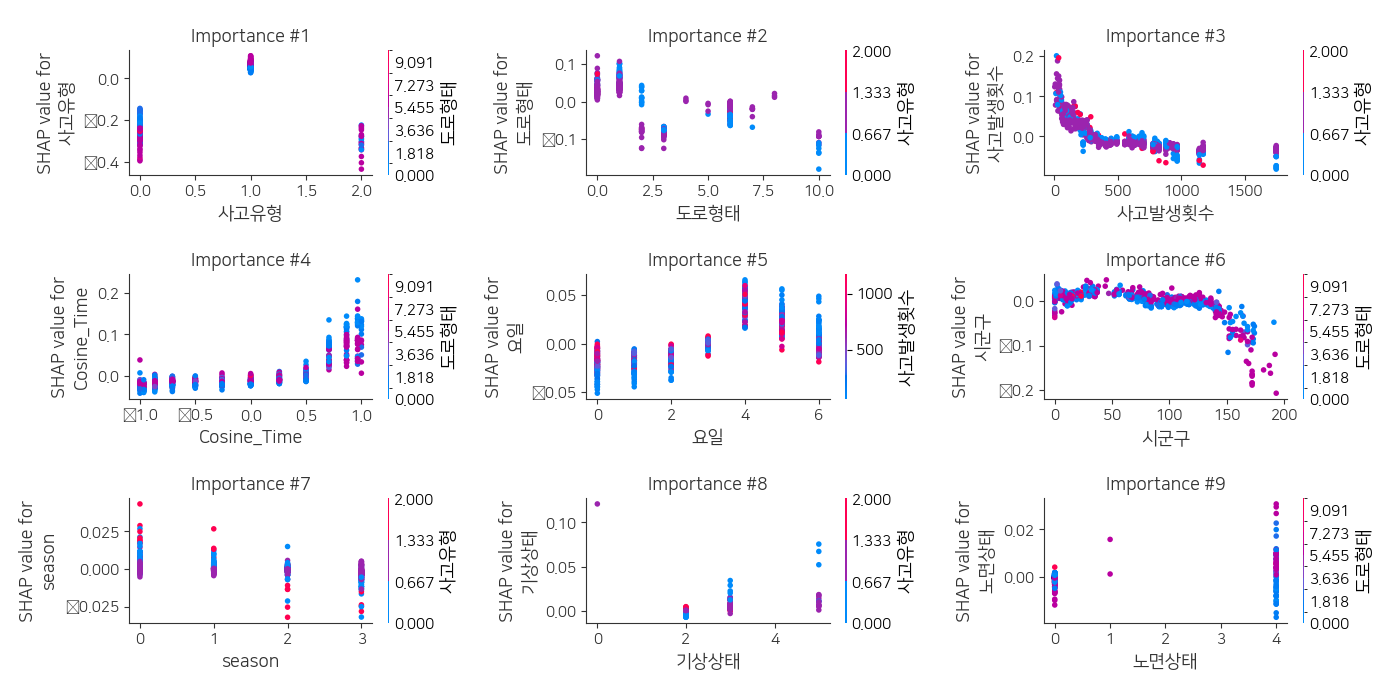 Importance #1
SHAP value for
사고유형
0.0
⊠0.2
⊠0.4
0.0
0.5
1.0
1.5
2.0
사고유형
9.091
7.273
5.455
3.636
1.818
0.000
도로형태
Importance #2
SHAP value for
도로형태
0.1
0.0
⊠0.1
0.0
2.5
5.0
7.5
10.0
도로형태
2.000
1.333
0.667
0.000
사고유형
Importance #3
SHAP value for
사고발생횟수
0.2
0.1
0.0
0
500
1000
1500
사고발생횟수
2.000
1.333
0.667
0.000
사고유형
Importance #4
SHAP value for
Cosine_Time
0.2
0.1
0.0
⊠1.0
⊠0.5
0.0
0.5
1.0
Cosine_Time
9.091
7.273
5.455
3.636
1.818
0.000
도로형태
Importance #5
SHAP value for
요일
0.05
0.00
⊠0.05
0
2
4
6
요일
1000
500
사고발생횟수
Importance #6
SHAP value for
시군구
0.0
⊠0.1
⊠0.2
0
50
100
150
200
시군구
9.091
7.273
5.455
3.636
1.818
0.000
도로형태
Importance #7
SHAP value for
season
0.025
0.000
⊠0.025
0
1
2
3
season
2.000
1.333
0.667
0.000
사고유형
Importance #8
SHAP value for
기상상태
0.10
0.05
0.00
0
2
4
기상상태
2.000
1.333
0.667
0.000
사고유형
Importance #9
SHAP value for
노면상태
0.02
0.00
0
1
2
3
4
노면상태
9.091
7.273
5.455
3.636
1.818
0.000
도로형태